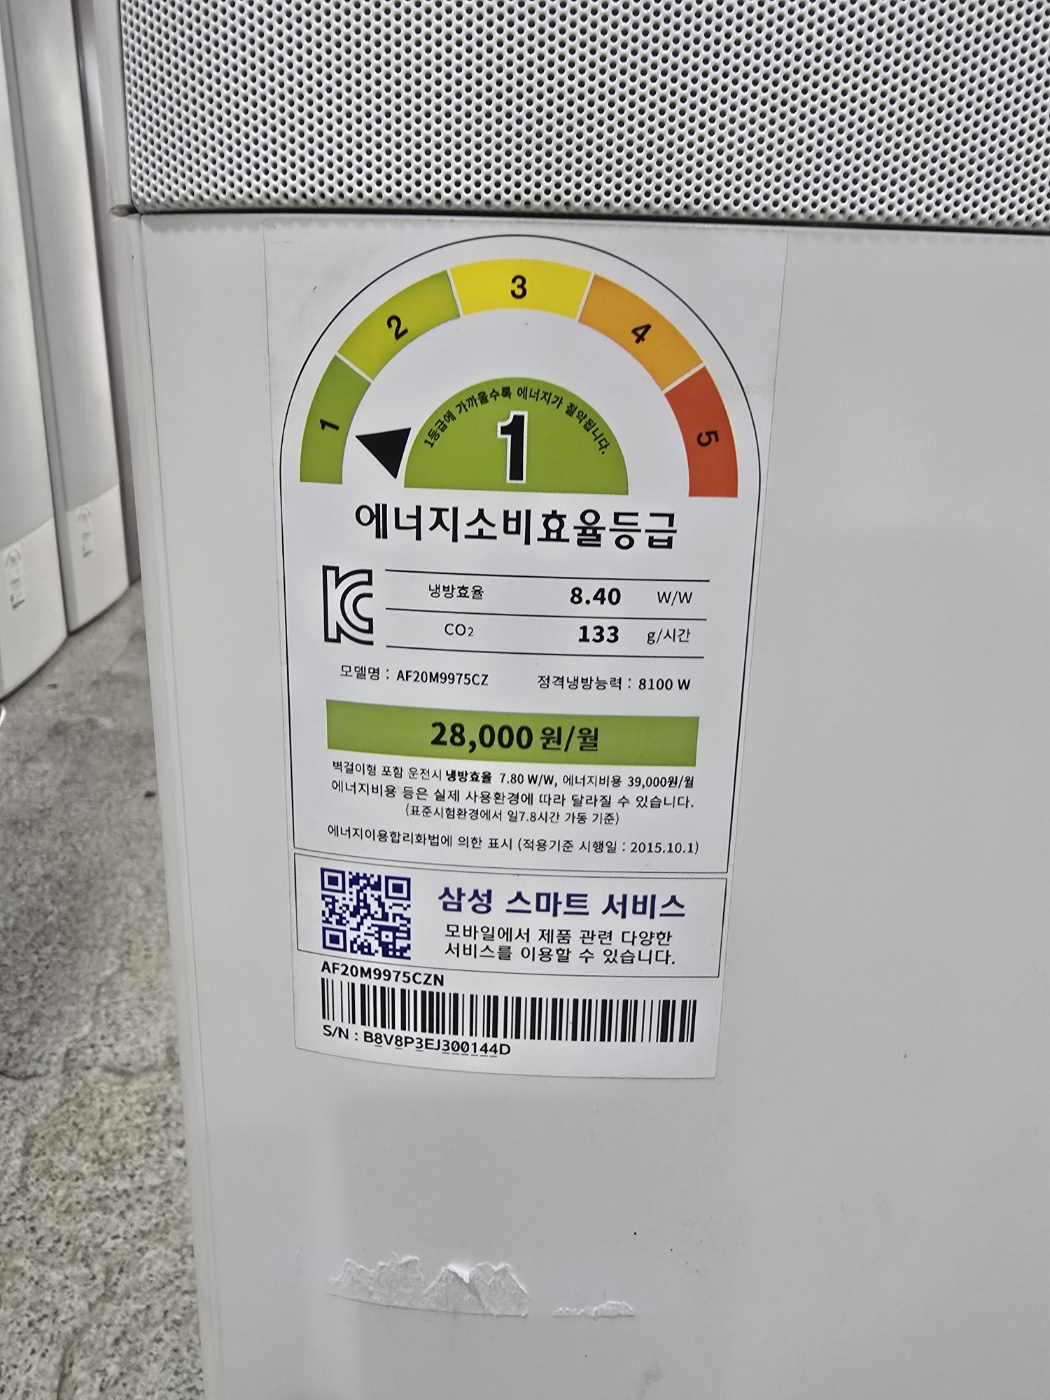 1 2 3 4 5
1등급에 가까울수록 에너지가 절약됩니다.
1
에너지소비효율등급
냉방효율 8.40 W/W
CO₂ 133 g/시간
모델명 : AF20M9975CZ 정격냉방능력 : 8100 W
28,000 원/월
벽걸이형 포함 운전시 냉방효율 7.80 W/W, 에너지비용 39,000원/월
에너지비용 등은 실제 사용환경에 따라 달라질 수 있습니다.
(표준시험환경에서 일7.8시간 가동 기준)
에너지이용합리화법에 의한 표시 (적용기준 시행일 : 2015.10.1)
삼성 스마트 서비스
모바일에서 제품 관련 다양한
서비스를 이용할 수 있습니다.
AF20M9975CZN
S/N : B8V8P3EJ300144D